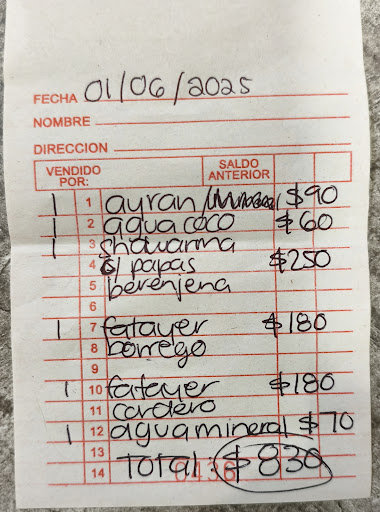 FECHA 01/06/2025
NOMBRE
DIRECCION
VENDIDO POR: SALDO ANTERIOR
1 1 ayran/ $90
1 2 agua coco $60
1 3 shawarma
4 c/ papas $250
5 berenjena
6
1 7 fatayer $180
8 borrego
9
1 10 fatayer $180
11 cordero
1 12 agua mineral $70
13
14 Total: $830
0436